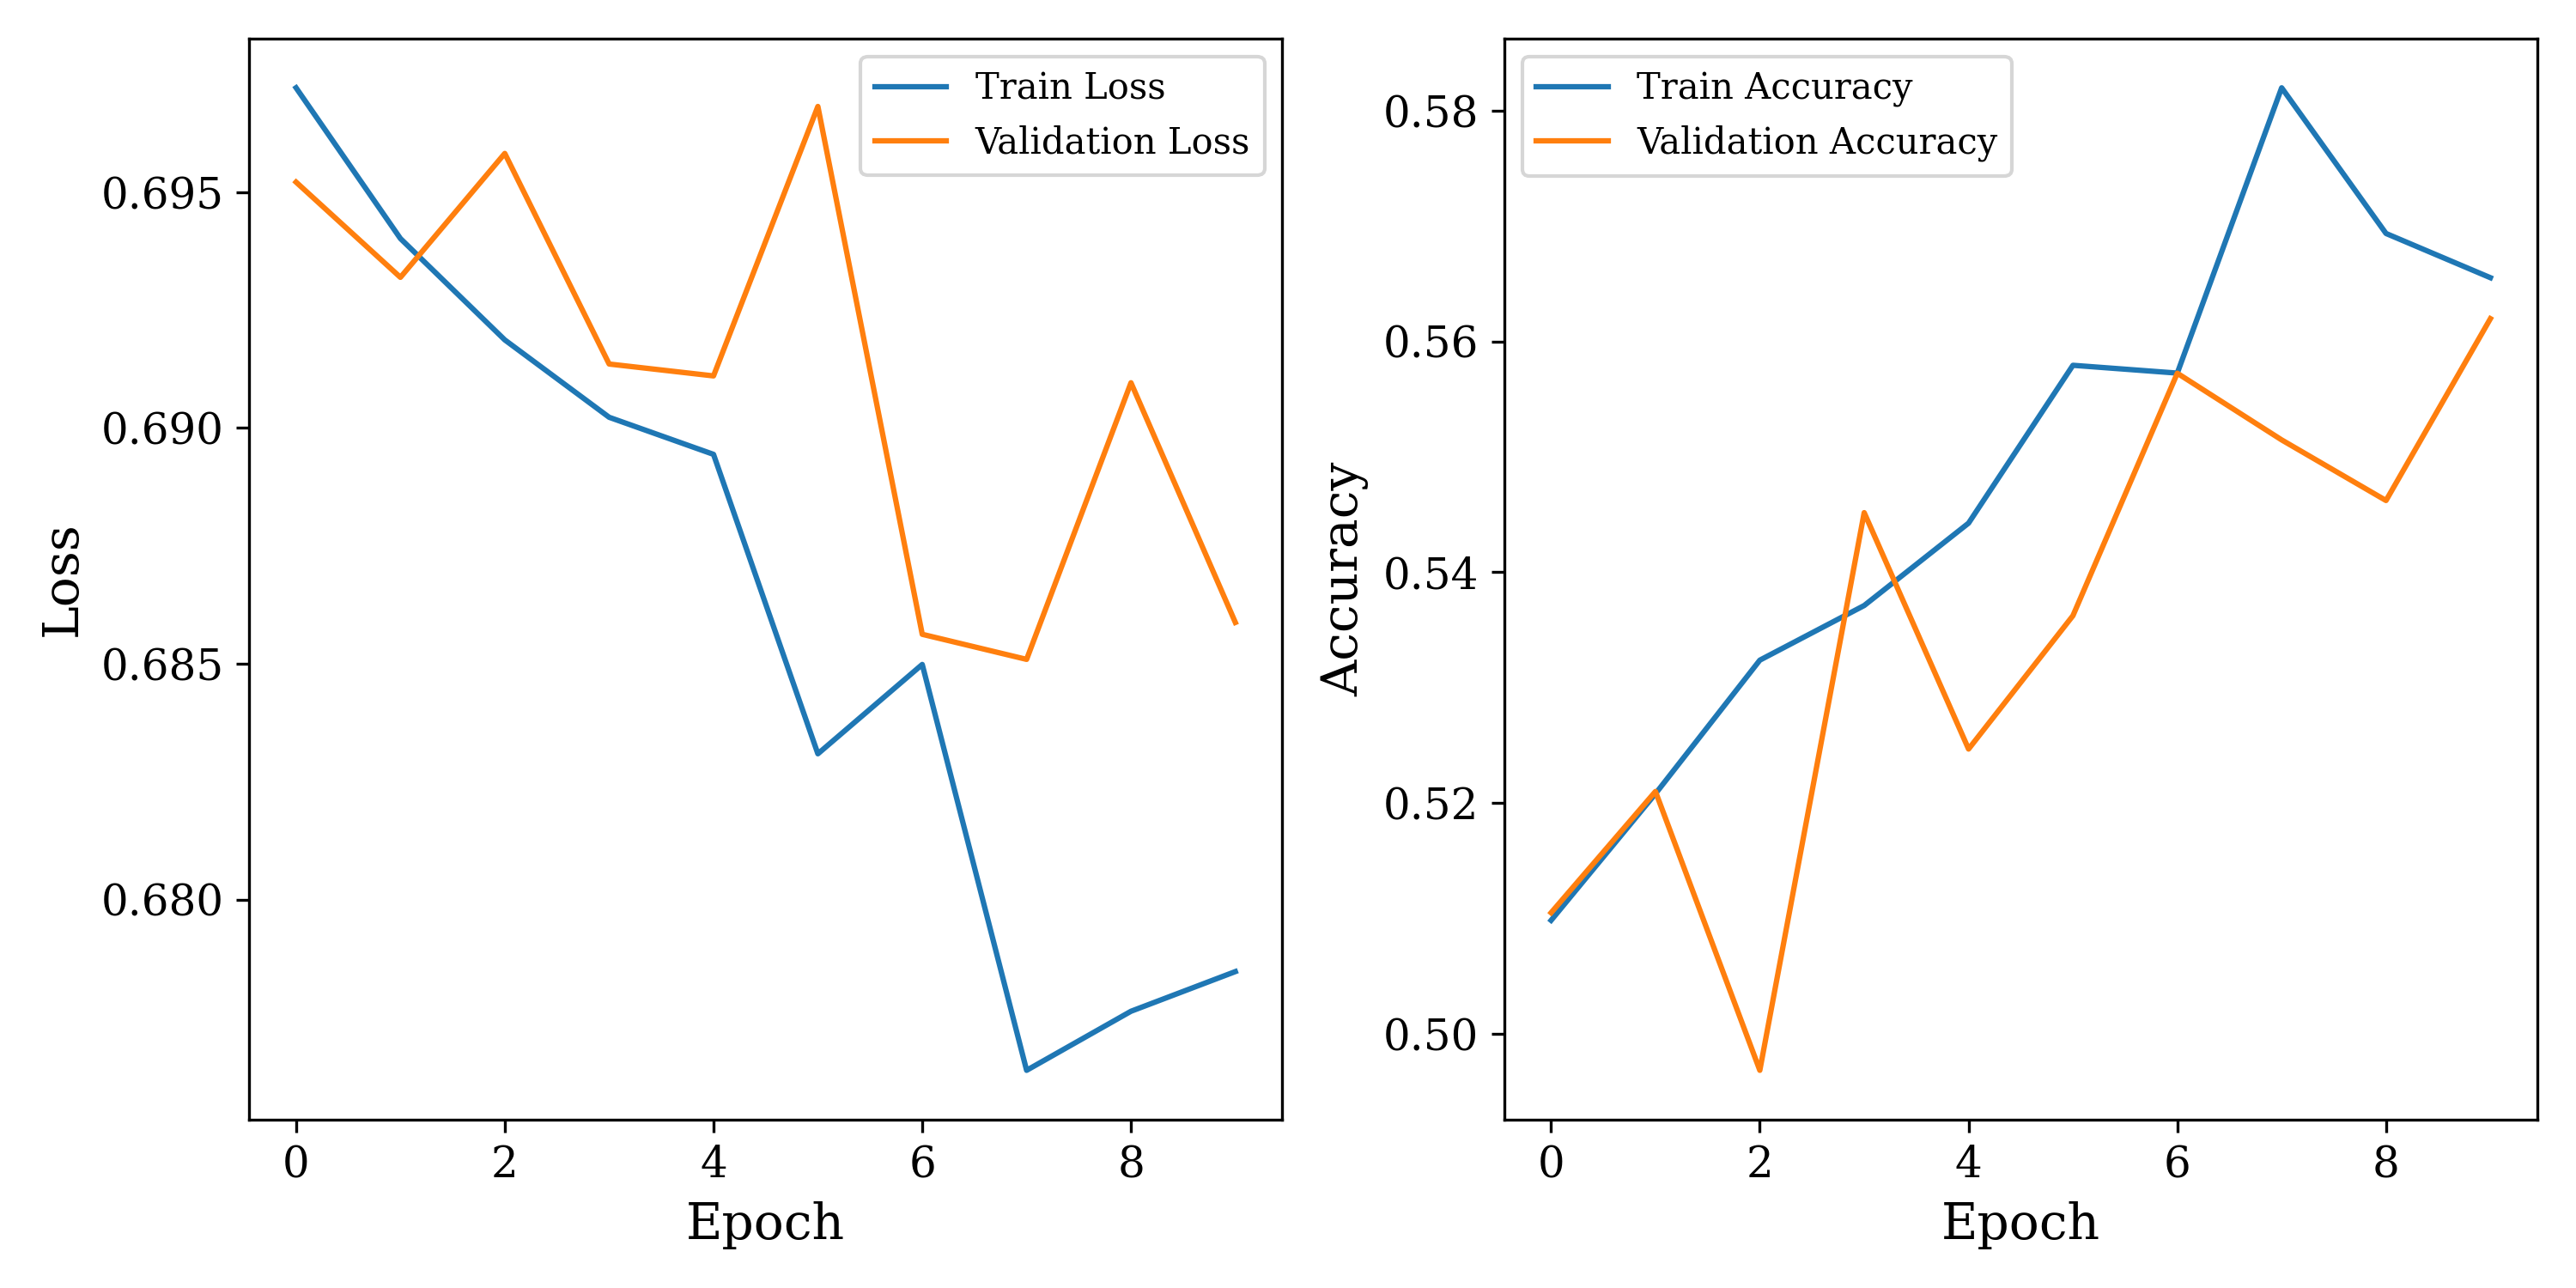 Train Loss
Validation Loss
0.695
0.690
0.685
0.680
Loss
0 2 4 6 8
Epoch
Train Accuracy
Validation Accuracy
0.58
0.56
0.54
0.52
0.50
Accuracy
0 2 4 6 8
Epoch